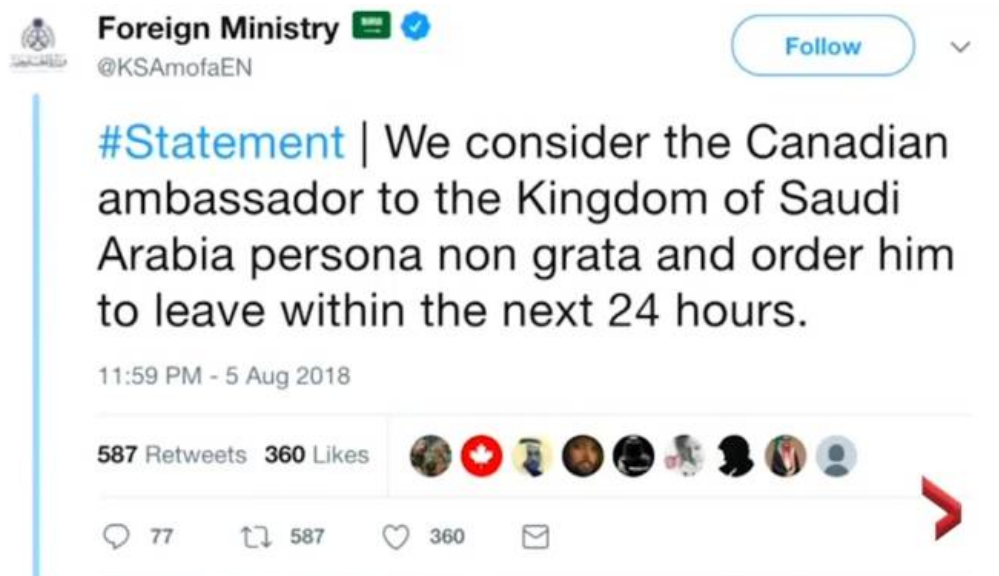 Foreign Ministry
@KSAmofaEN
Follow
#Statement | We consider the Canadian
ambassador to the Kingdom of Saudi
Arabia persona non grata and order him
to leave within the next 24 hours.
11:59 PM - 5 Aug 2018
587 Retweets 360 Likes
77 587 360